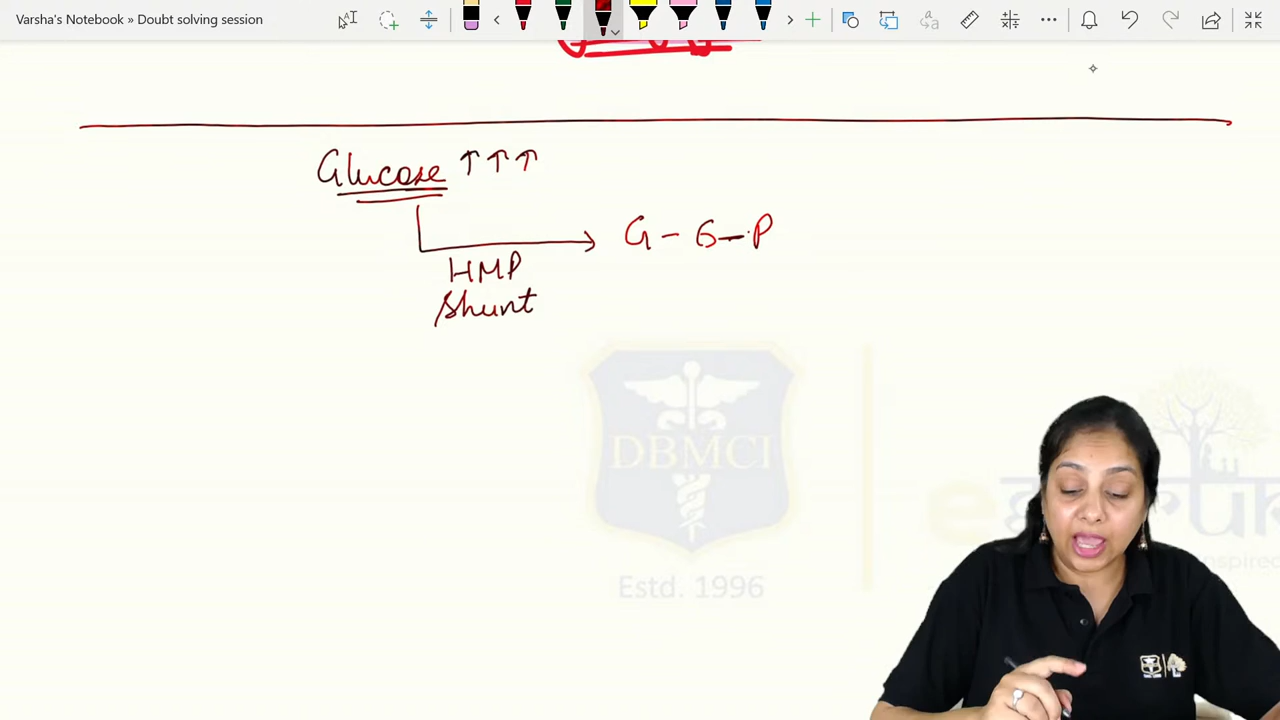 Varsha's Notebook » Doubt solving session
Glucose ↑↑↑
G-6-P
HMP
Shunt
DBMCI
Estd. 1996